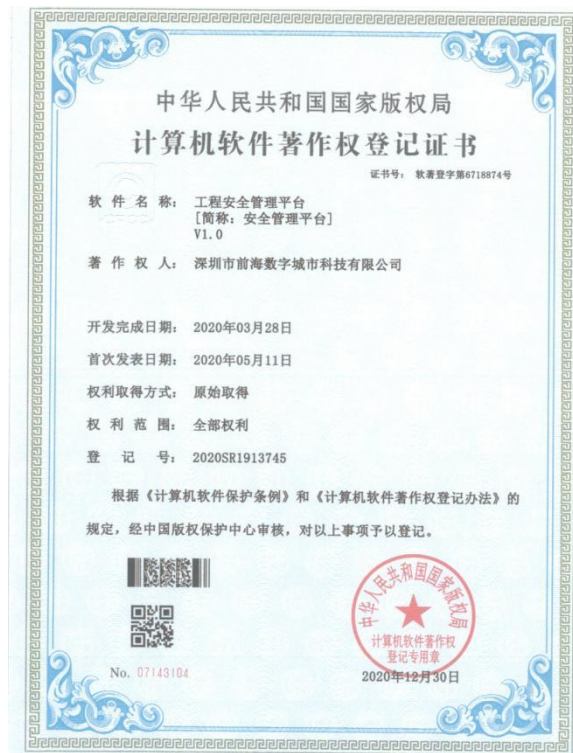 中华人民共和国国家版权局
计算机软件著作权登记证书
证书号： 软著登字第6718874号
软件名称： 工程安全管理平台
[简称：安全管理平台]
V1.0
著作权人： 深圳市前海数字城市科技有限公司
开发完成日期： 2020年03月28日
首次发表日期： 2020年05月11日
权利取得方式： 原始取得
权利范围： 全部权利
登记号： 2020SR1913745
根据《计算机软件保护条例》和《计算机软件著作权登记办法》的
规定，经中国版权保护中心审核，对以上事项予以登记。
中华人民共和国国家版权局
计算机软件著作权
登记专用章
No. 07143104
2020年12月30日